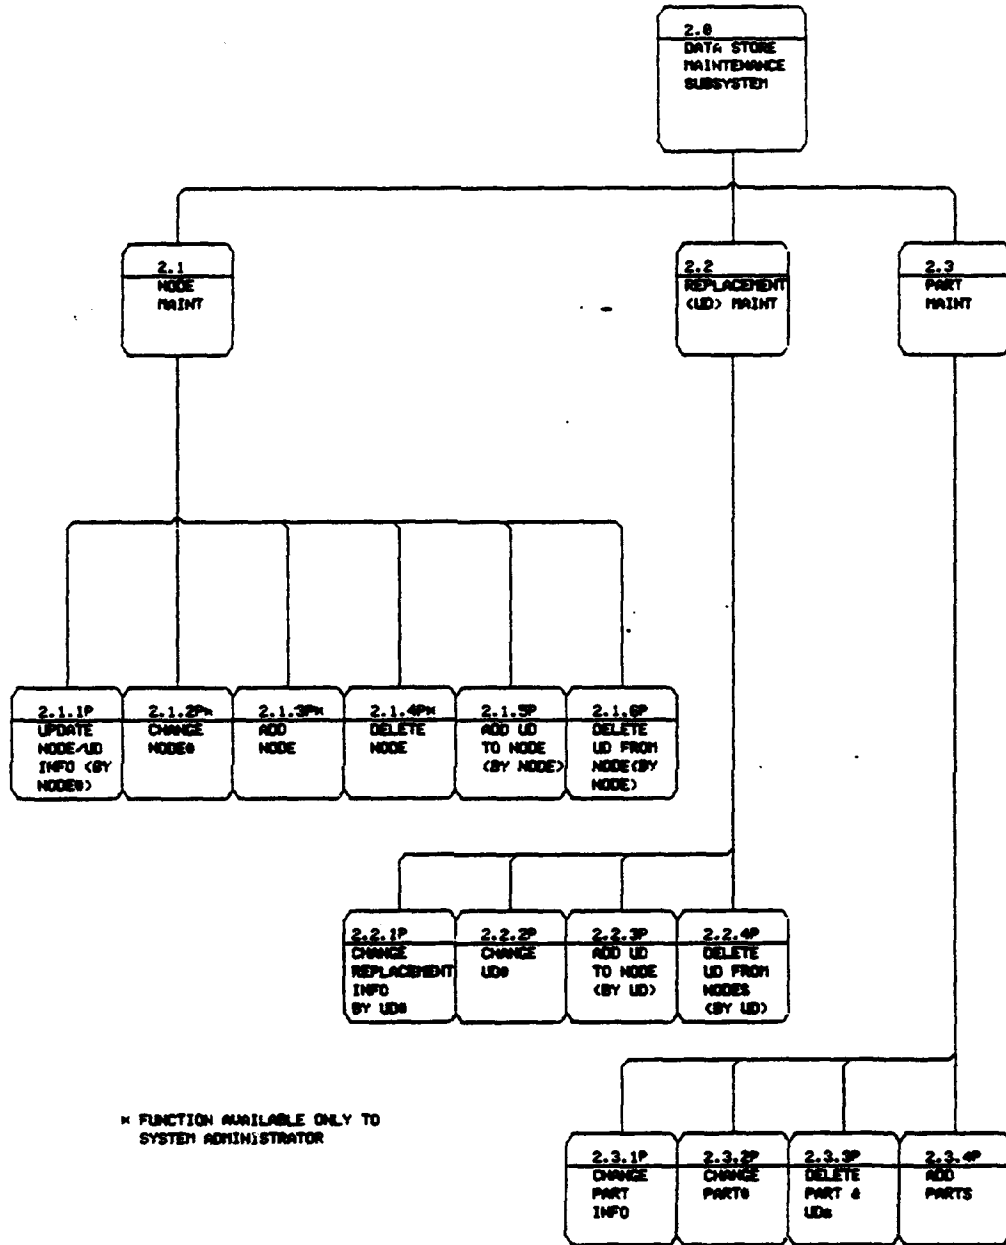 2.0
DATA STORE
MAINTENANCE
SUBSYSTEM
2.1
NODE
MAINT
2.2
REPLACEMENT
(UD) MAINT
2.3
PART
MAINT
2.1.1P
UPDATE
NODE/UD
INFO (BY
NODE#)
2.1.2P*
CHANGE
NODE#
2.1.3P*
ADD
NODE
2.1.4P*
DELETE
NODE
2.1.5P
ADD UD
TO NODE
(BY NODE)
2.1.6P
DELETE
UD FROM
NODE(BY
NODE)
2.2.1P
CHANGE
REPLACEMENT
INFO
BY UD#
2.2.2P
CHANGE
UD#
2.2.3P
ADD UD
TO NODE
(BY UD)
2.2.4P
DELETE
UD FROM
NODES
(BY UD)
* FUNCTION AVAILABLE ONLY TO
SYSTEM ADMINISTRATOR
2.3.1P
CHANGE
PART
INFO
2.3.2P
CHANGE
PART#
2.3.3P
DELETE
PART &
UDs
2.3.4P
ADD
PARTS